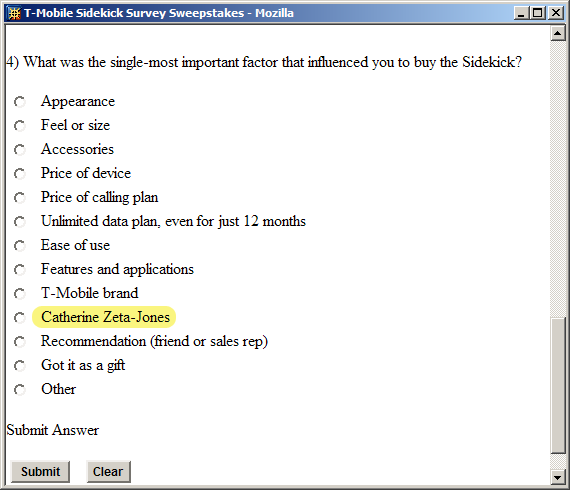 T-Mobile Sidekick Survey Sweepstakes - Mozilla
4) What was the single-most important factor that influenced you to buy the Sidekick?
Appearance
Feel or size
Accessories
Price of device
Price of calling plan
Unlimited data plan, even for just 12 months
Ease of use
Features and applications
T-Mobile brand
Catherine Zeta-Jones
Recommendation (friend or sales rep)
Got it as a gift
Other
Submit Answer
Submit Clear